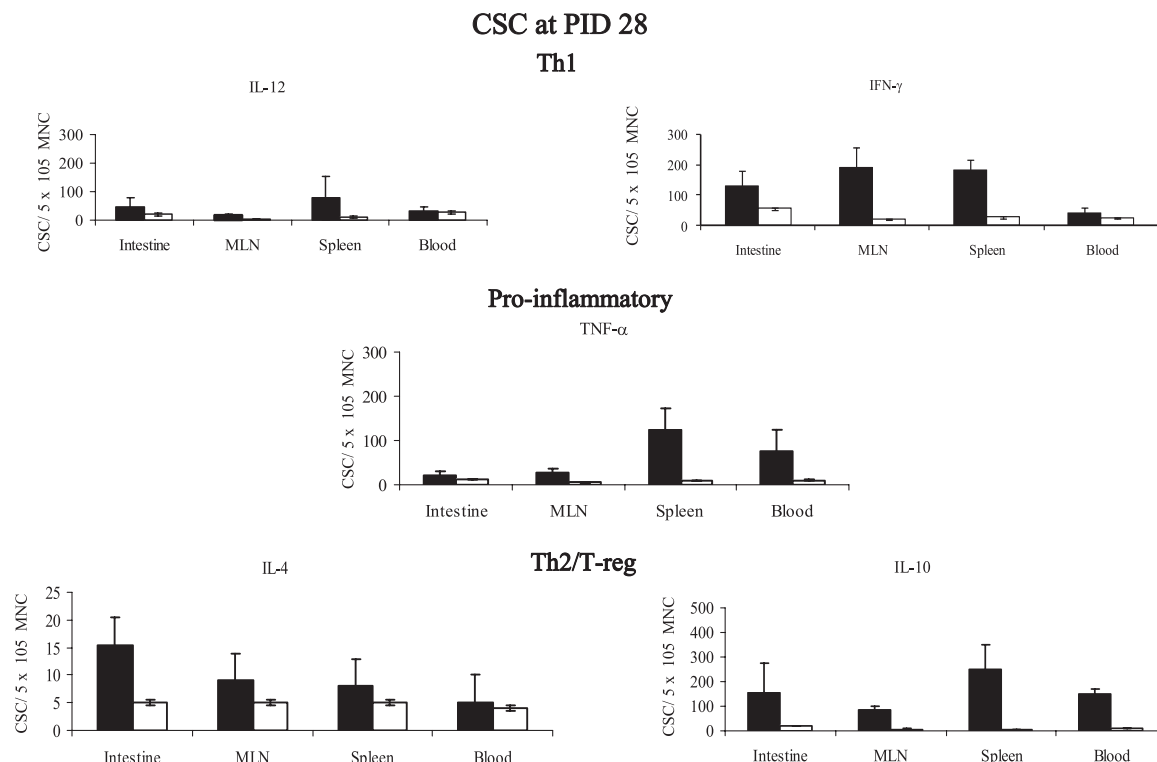 CSC at PID 28
Th1
IL-12
CSC/ 5 x 105 MNC
300
200
100
0
Intestine MLN Spleen Blood
IFN-γ
CSC/ 5 x 105 MNC
300
200
100
0
Intestine MLN Spleen Blood
Pro-inflammatory
TNF-α
CSC/ 5 x 105 MNC
300
200
100
0
Intestine MLN Spleen Blood
Th2/T-reg
IL-4
CSC/ 5 x 105 MNC
25
20
15
10
5
0
Intestine MLN Spleen Blood
IL-10
CSC/ 5 x 105 MNC
500
400
300
200
100
0
Intestine MLN Spleen Blood